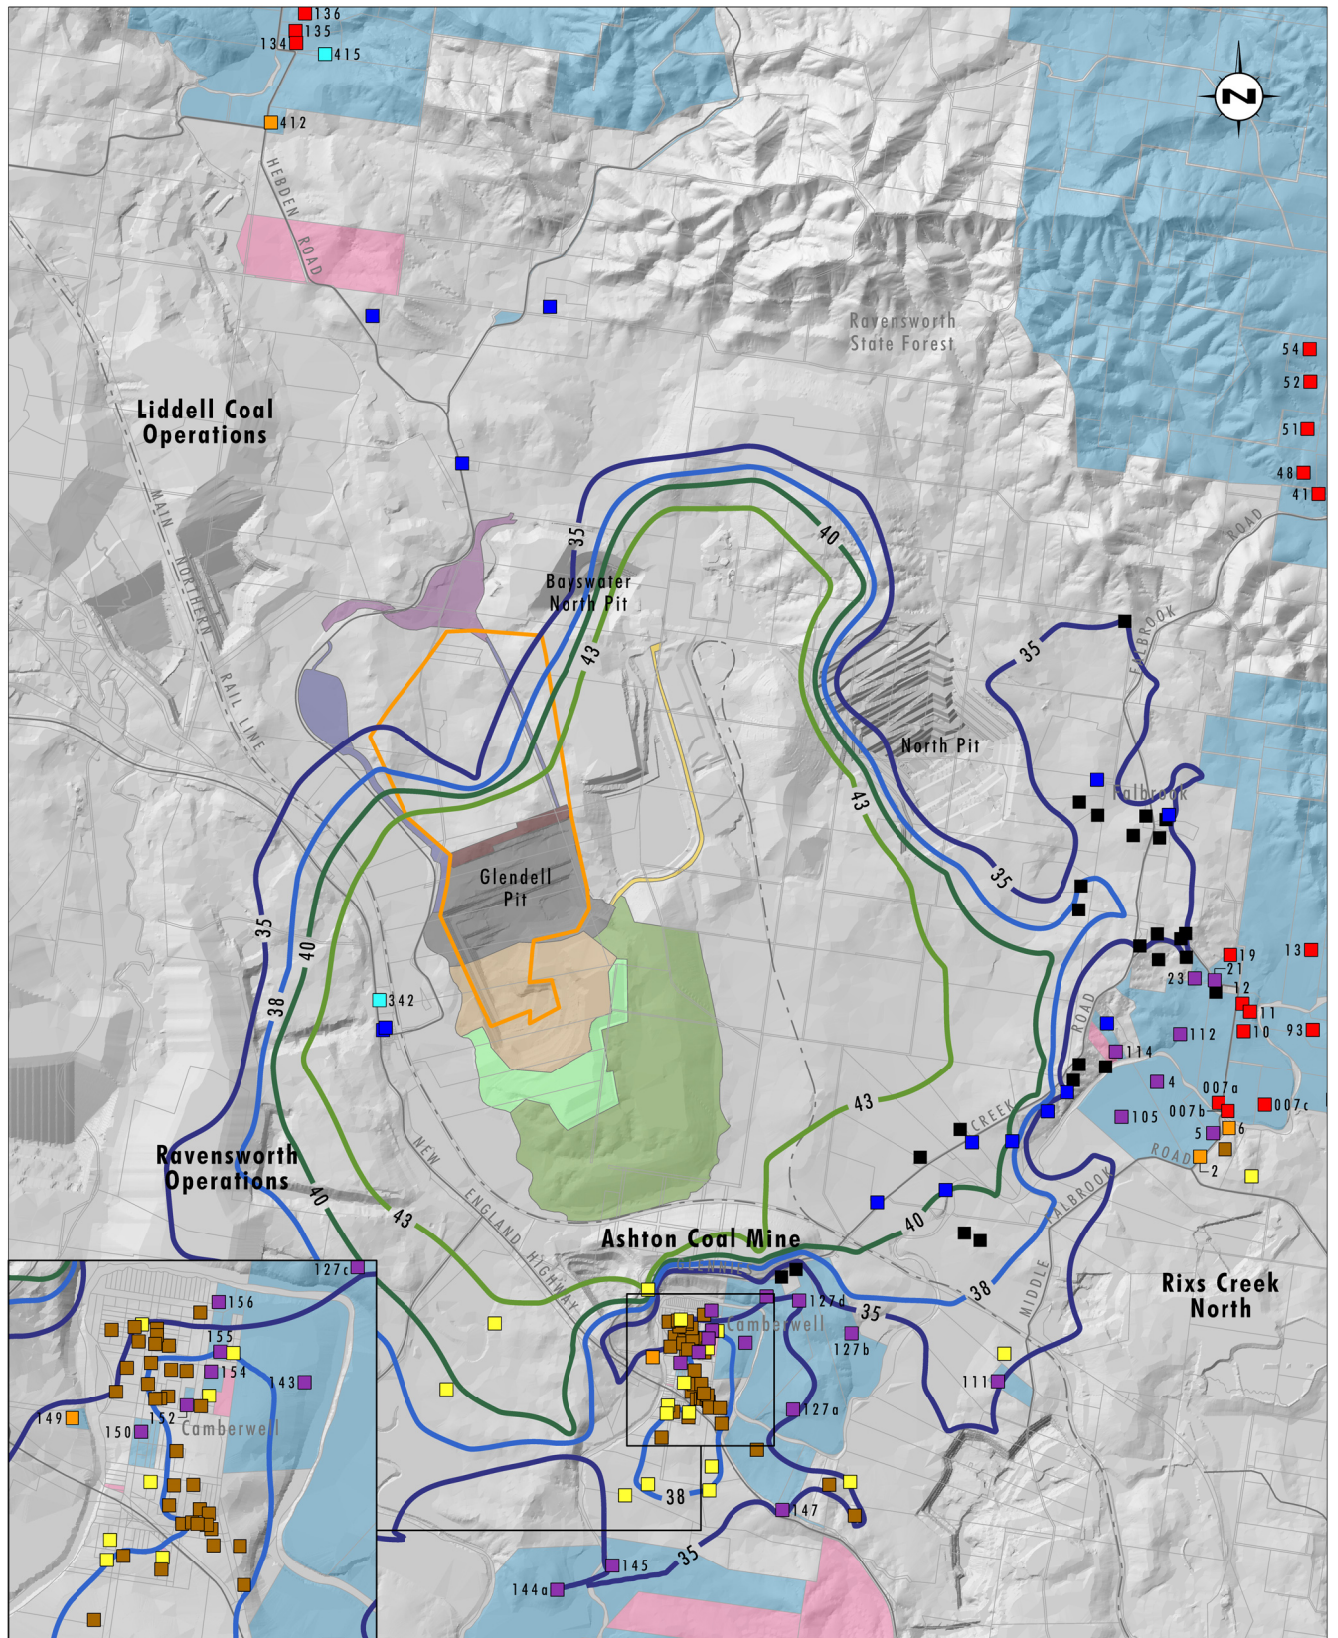 136
135
134
415
412
N
HEBDEN ROAD
Ravensworth
State Forest
54
52
51
48
41
Liddell Coal
Operations
MAIN NORTHERN RAIL LINE
ROAD
FALBROOK
35
40
Bayswater
North Pit
43
35
North Pit
Falbrook
43
35
Glendell
Pit
35
40
38
342
19
13
21
23
12
11
10
93
112
ROAD
114
4
007a
007b
007c
105
6
5
2
ROAD
43
CREEK
Ravensworth
Operations
NEW ENGLAND HIGHWAY
40
43
40
FALBROOK
MIDDLE
Ashton Coal Mine
GLENNIES
38
35
Rixs Creek
North
127c
127d
Camberwell
127b
111
127a
156
155
154
143
149
152
150
Camberwell
38
147
35
145
144a